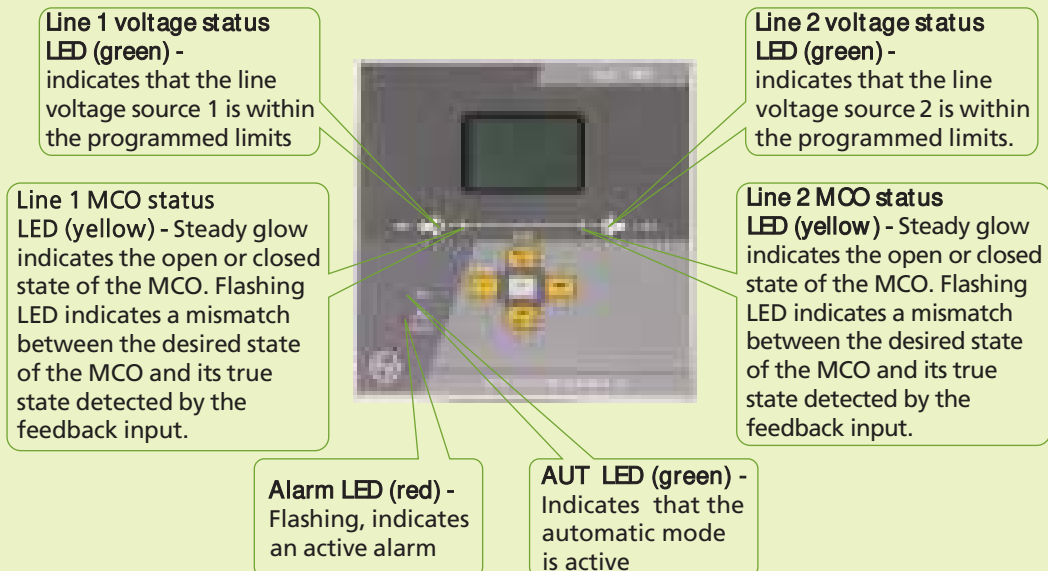 Line 1 voltage status
LED (green) -
indicates that the line
voltage source 1 is within
the programmed limits
Line 2 voltage status
LED (green) -
indicates that the line
voltage source 2 is within
the programmed limits.
Line 1 MCO status
LED (yellow) - Steady glow
indicates the open or closed
state of the MCO. Flashing
LED indicates a mismatch
between the desired state
of the MCO and its true
state detected by the
feedback input.
Line 2 MCO status
LED (yellow) - Steady glow
indicates the open or closed
state of the MCO. Flashing
LED indicates a mismatch
between the desired state
of the MCO and its true
state detected by the
feedback input.
Alarm LED (red) -
Flashing, indicates
an active alarm
AUT LED (green) -
Indicates that the
automatic mode
is active